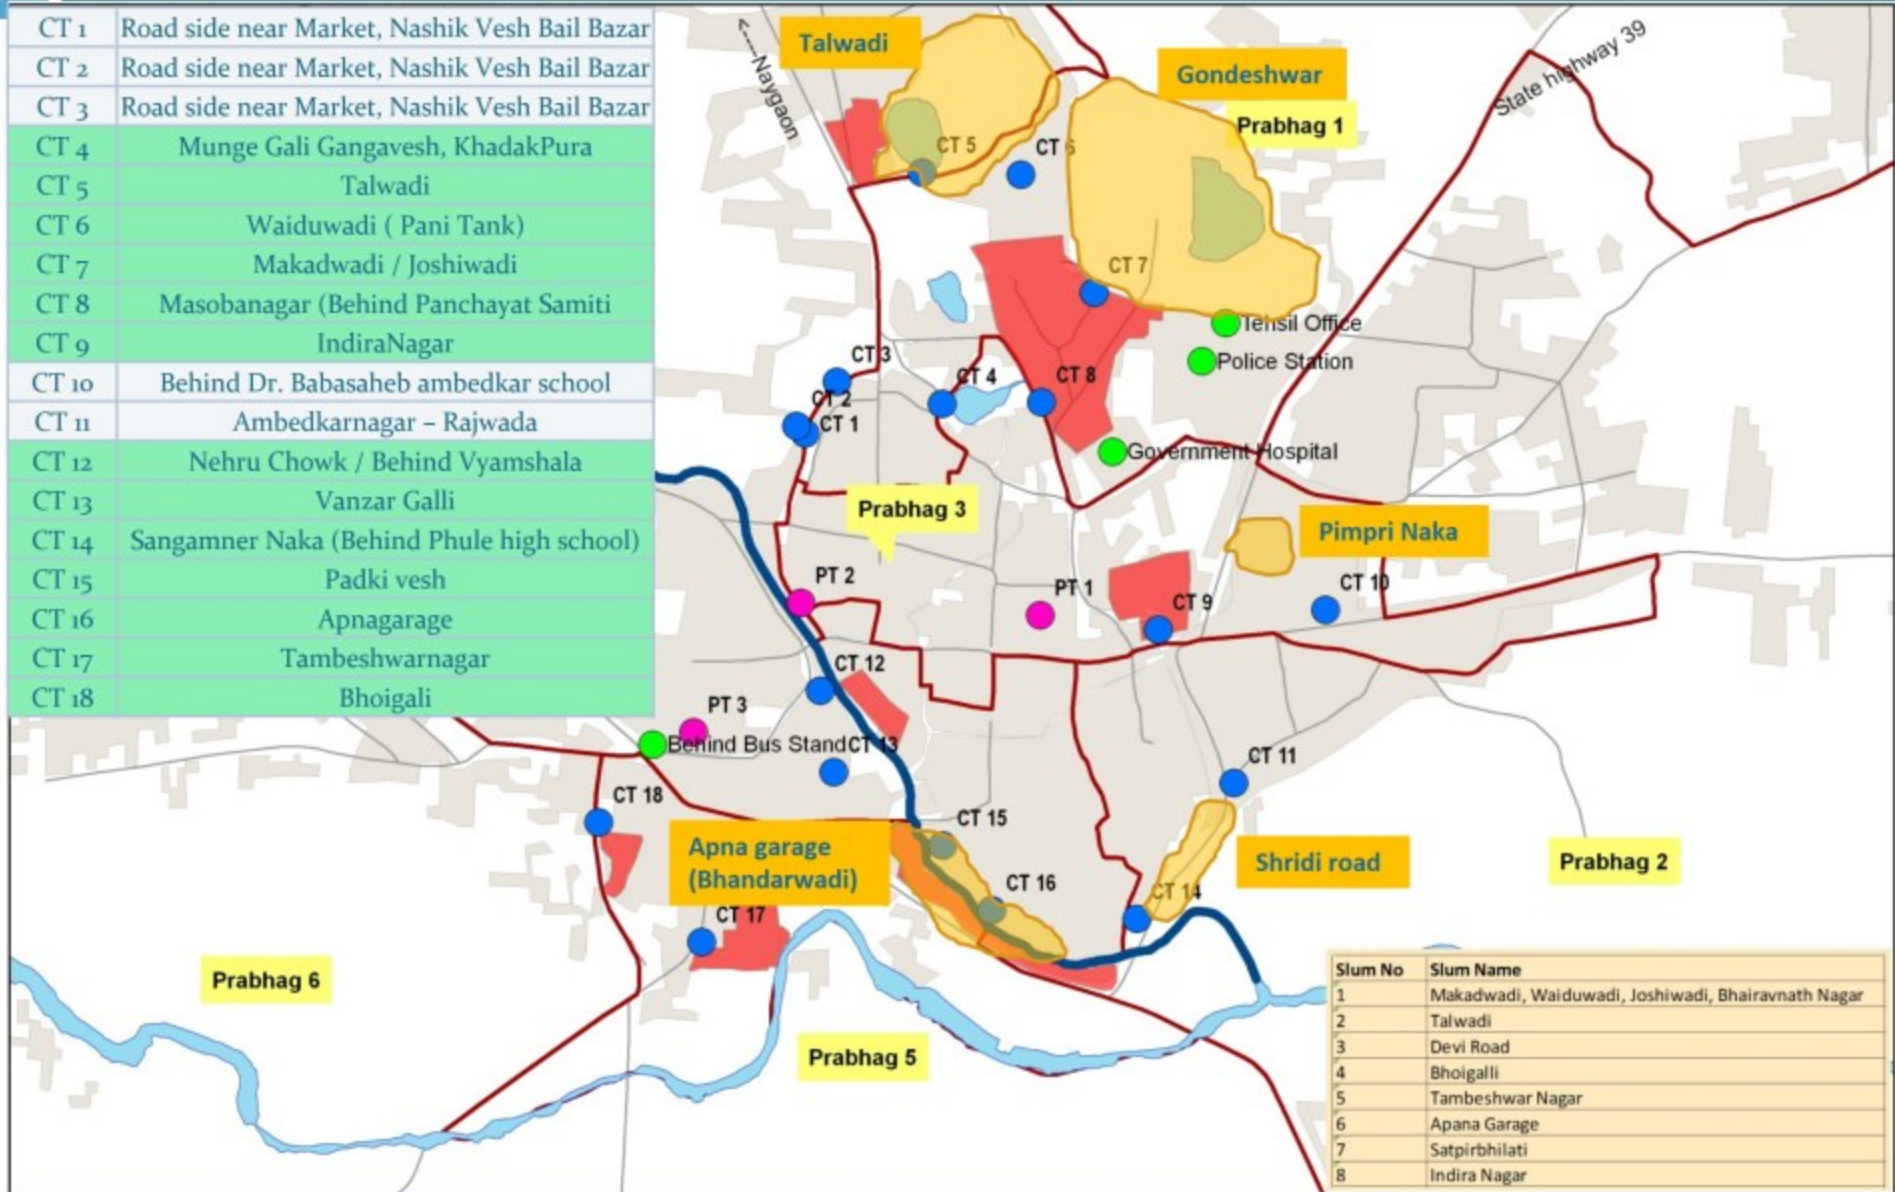 CT 1 Road side near Market, Nashik Vesh Bail Bazar
CT 2 Road side near Market, Nashik Vesh Bail Bazar
CT 3 Road side near Market, Nashik Vesh Bail Bazar
CT 4 Munge Gali Gangavesh, KhadakPura
CT 5 Talwadi
CT 6 Waiduwadi ( Pani Tank)
CT 7 Makadwadi / Joshiwadi
CT 8 Masobanagar (Behind Panchayat Samiti
CT 9 IndiraNagar
CT 10 Behind Dr. Babasaheb ambedkar school
CT 11 Ambedkarnagar – Rajwada
CT 12 Nehru Chowk / Behind Vyamshala
CT 13 Vanzar Galli
CT 14 Sangamner Naka (Behind Phule high school)
CT 15 Padki vesh
CT 16 Apnagarage
CT 17 Tambeshwarnagar
CT 18 Bhoigali
<----Naygaon
Talwadi
Gondeshwar
State highway 39
Prabhag 1
CT 5
CT 6
CT 7
Tehsil Office
CT 3
Police Station
CT 4
CT 8
CT 2
CT 1
Government Hospital
Prabhag 3
Pimpri Naka
PT 2
PT 1
CT 10
CT 9
CT 12
PT 3
Behind Bus Stand
CT 13
CT 11
CT 18
CT 15
Apna garage
(Bhandarwadi)
Shridi road
Prabhag 2
CT 16
CT 14
CT 17
Prabhag 6
Prabhag 5
Slum No Slum Name
1 Makadwadi, Waiduwadi, Joshiwadi, Bhairavnath Nagar
2 Talwadi
3 Devi Road
4 Bhoigalli
5 Tambeshwar Nagar
6 Apana Garage
7 Satpirbhilati
8 Indira Nagar